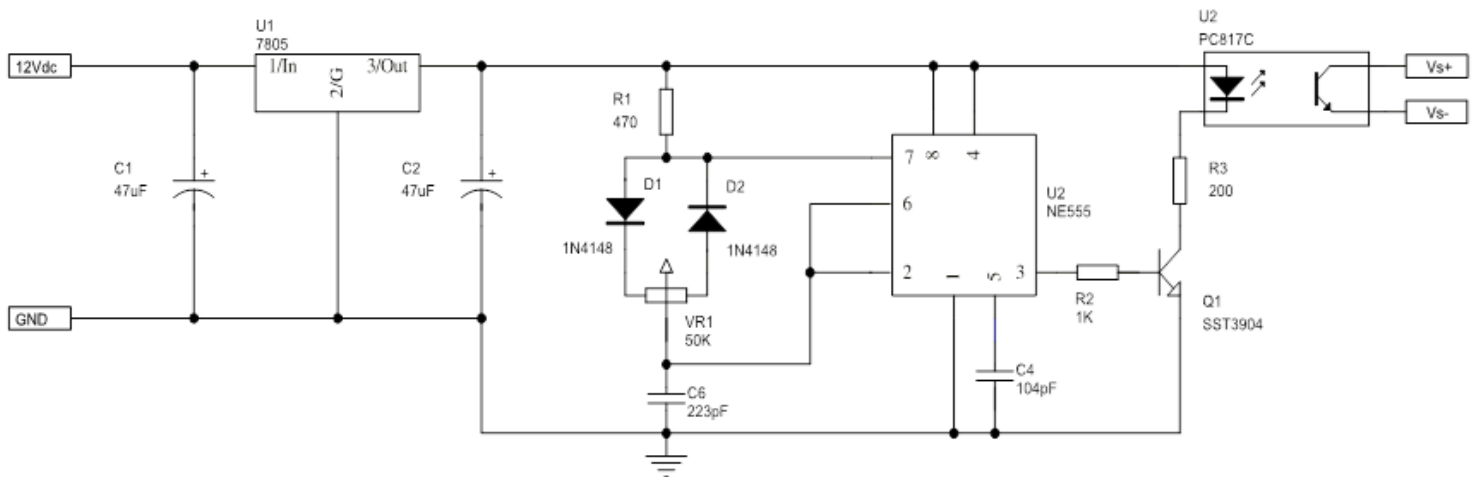 U1
7805
12Vdc
1/In
3/Out
2/G
C1
47uF
C2
47uF
GND
R1
470
D1
1N4148
D2
1N4148
VR1
50K
C6
223pF
7
8
4
6
2
1
5
3
U2
NE555
C4
104pF
R2
1K
Q1
SST3904
R3
200
U2
PC817C
Vs+
Vs-